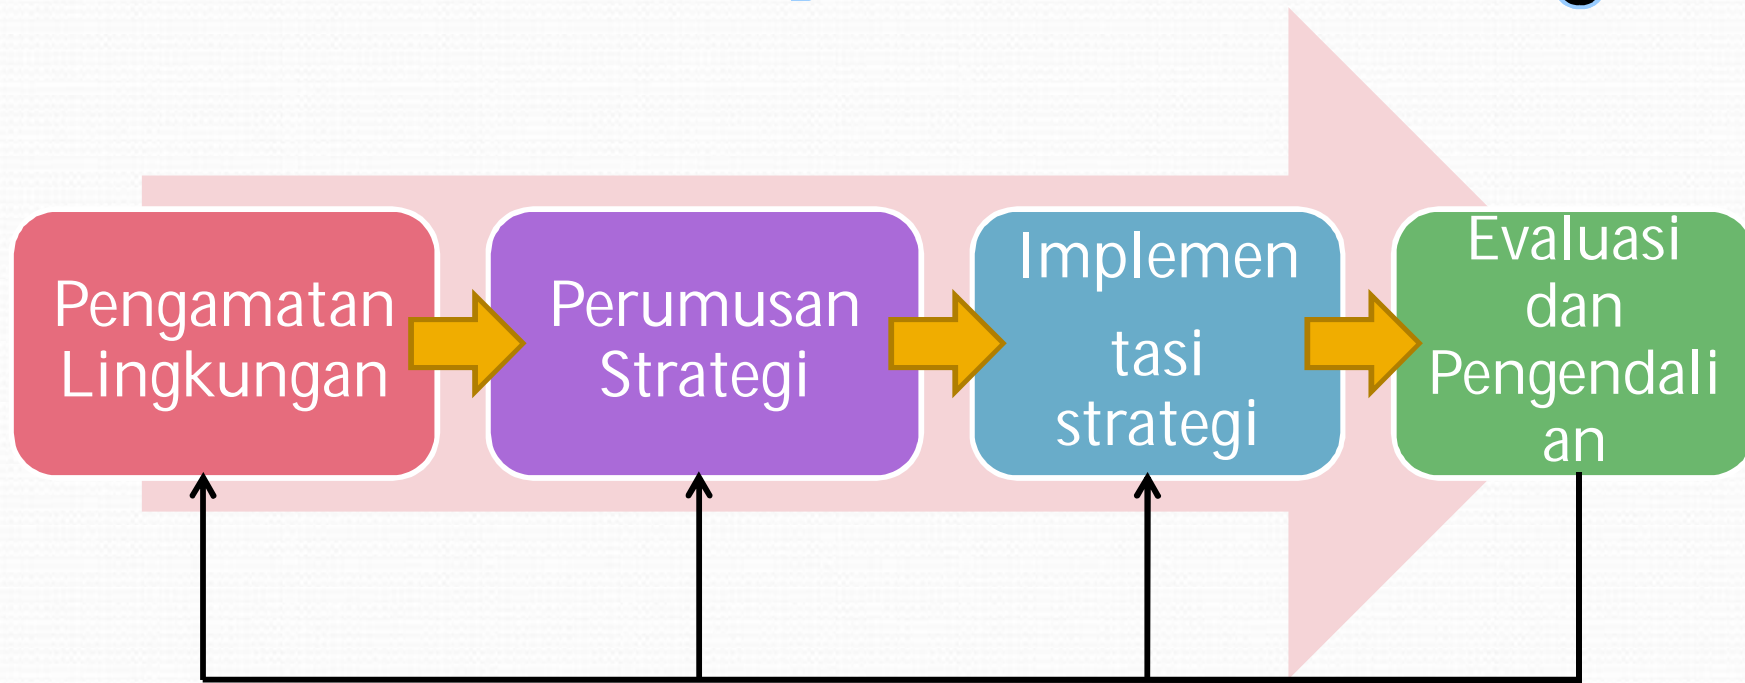 Pengamatan
Lingkungan
Perumusan
Strategi
Implemen
tasi
strategi
Evaluasi
dan
Pengendali
an